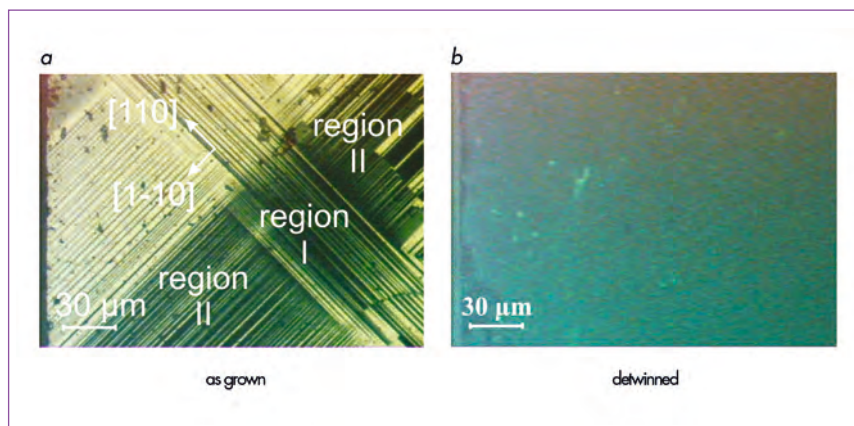 a
b
[110]
[1-10]
region
II
region
I
region
II
30 µm
30 µm
as grown
detwinned